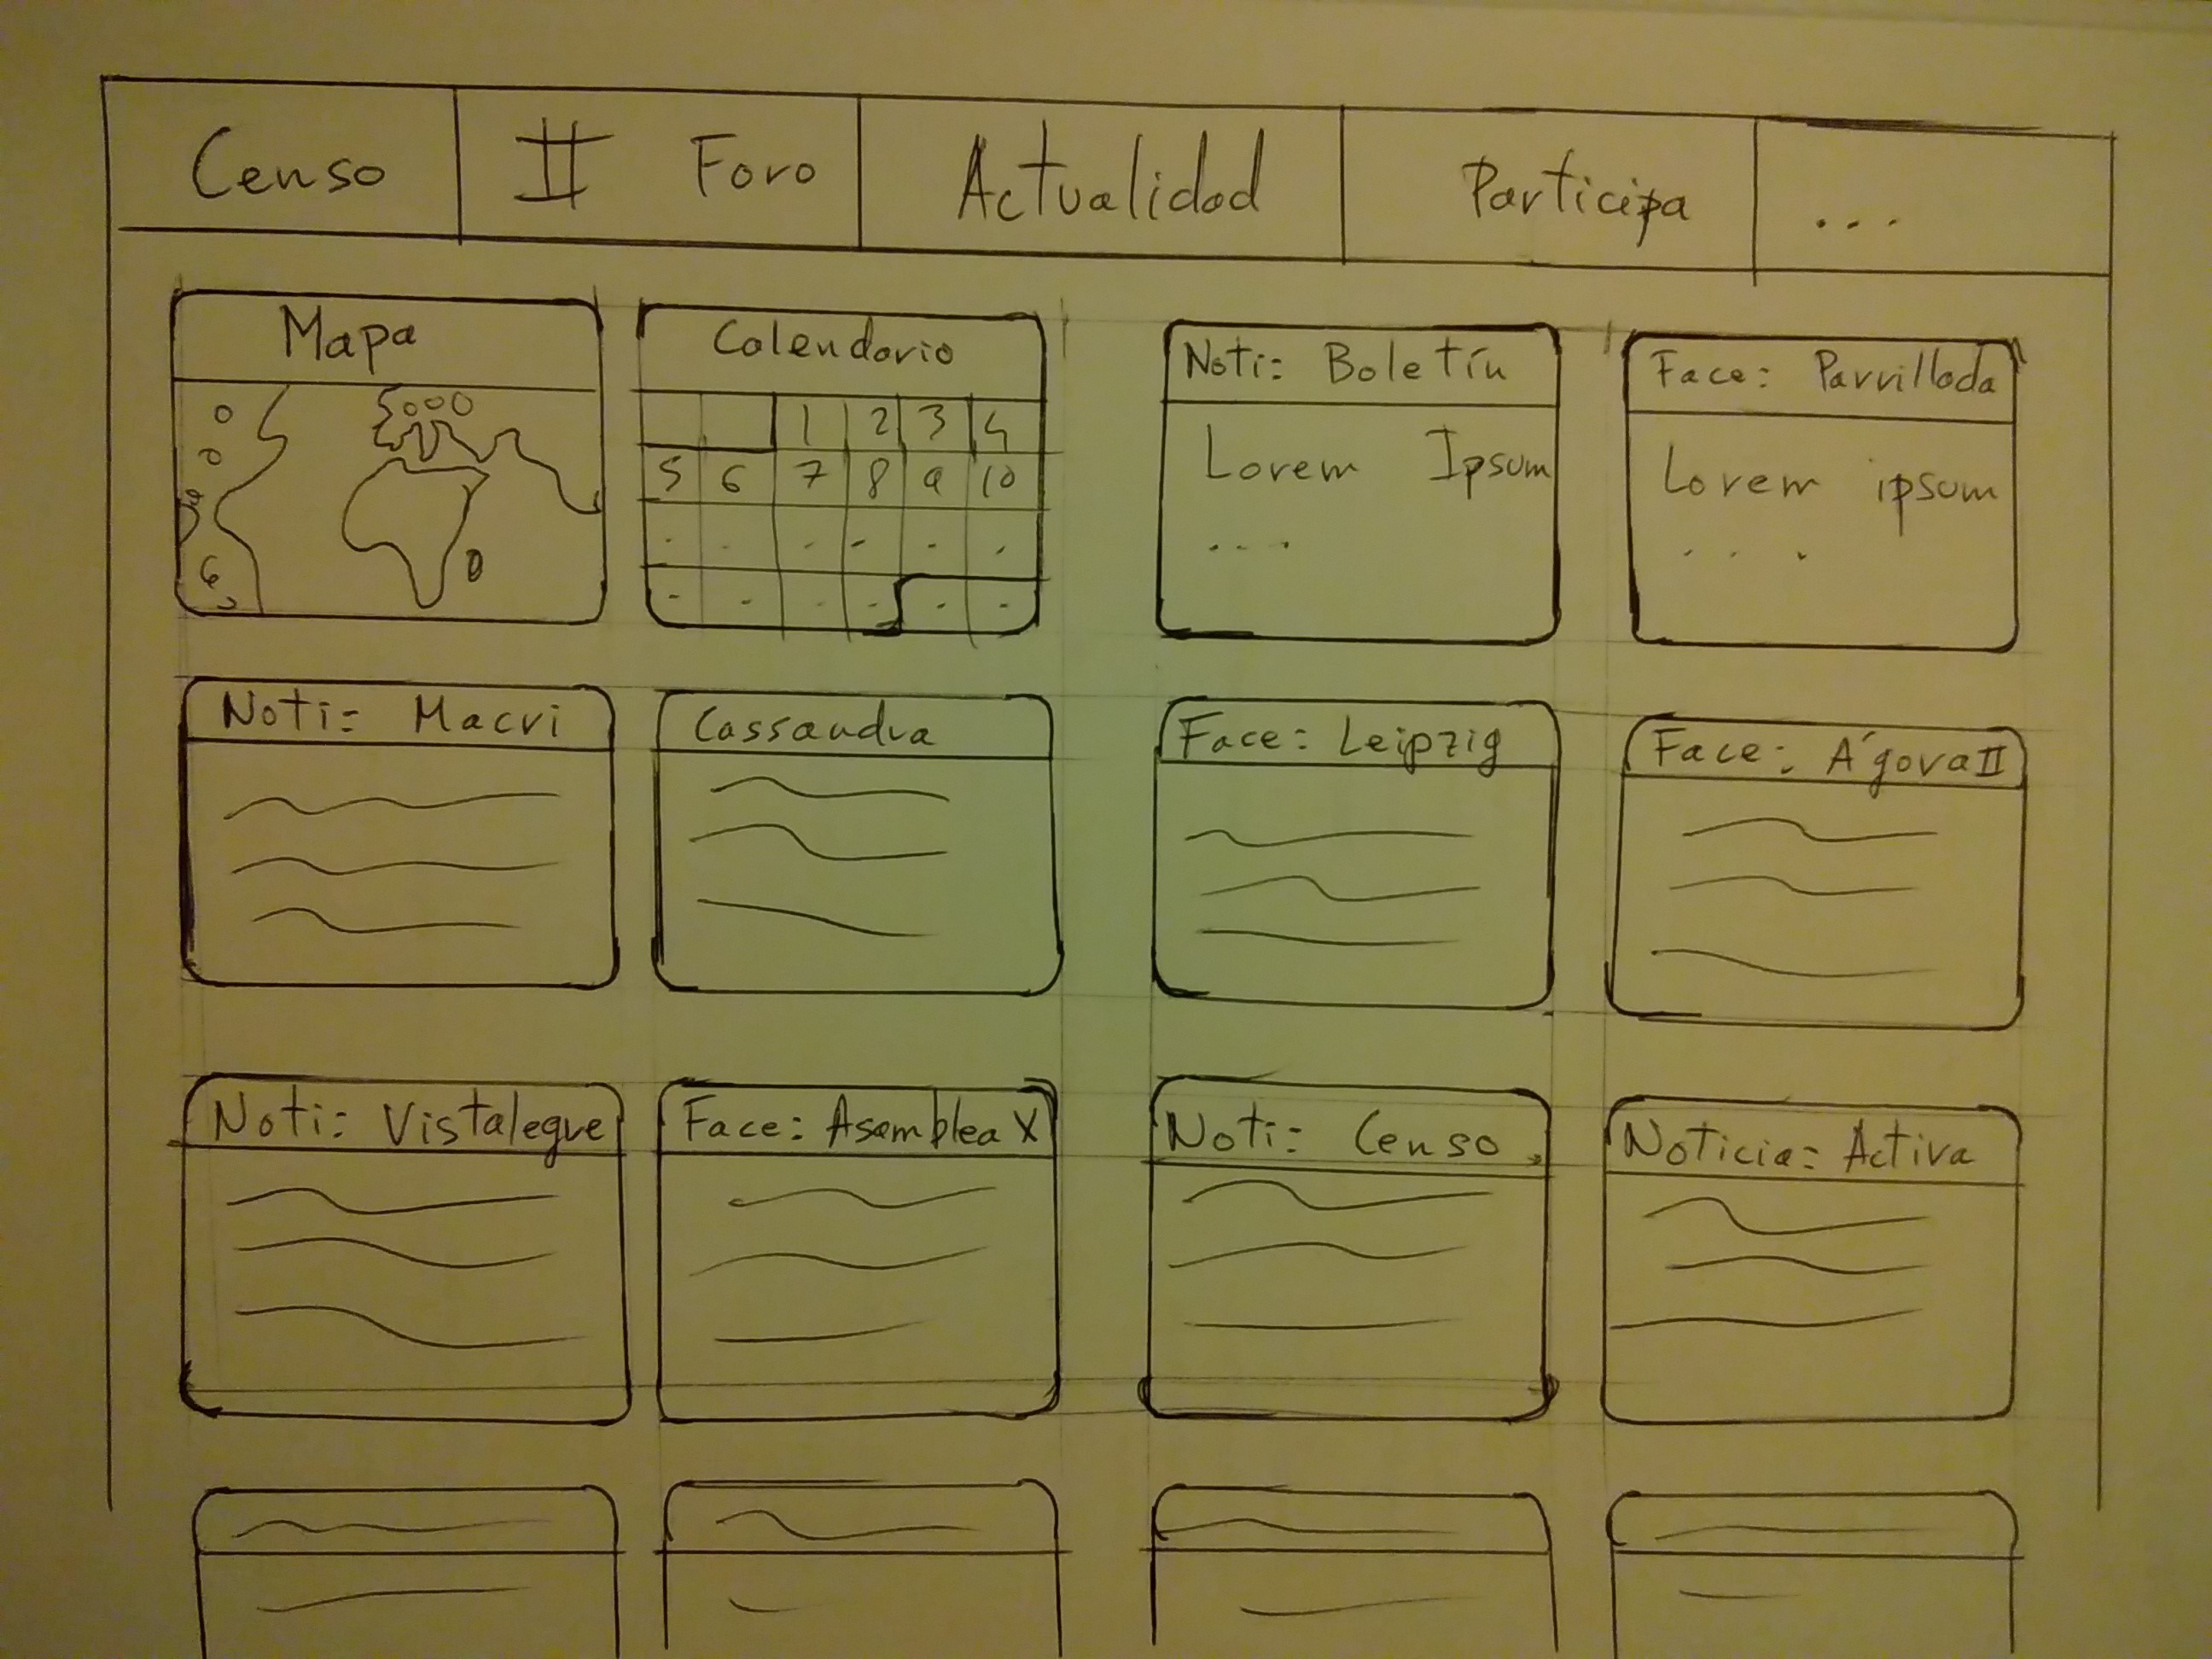 Censo
II Foro
Actualidad
Participa
...
Mapa
Calendario
1 2 3 4
5 6 7 8 9 10
Noti: Boletín
Lorem Ipsum
...
Face: Parrillada
Lorem ipsum
...
Noti: Macri
Cassandra
Face: Leipzig
Face: Ágora II
Noti: Vistalegre
Face: Asamblea X
Noti: Censo
Noticia: Activa